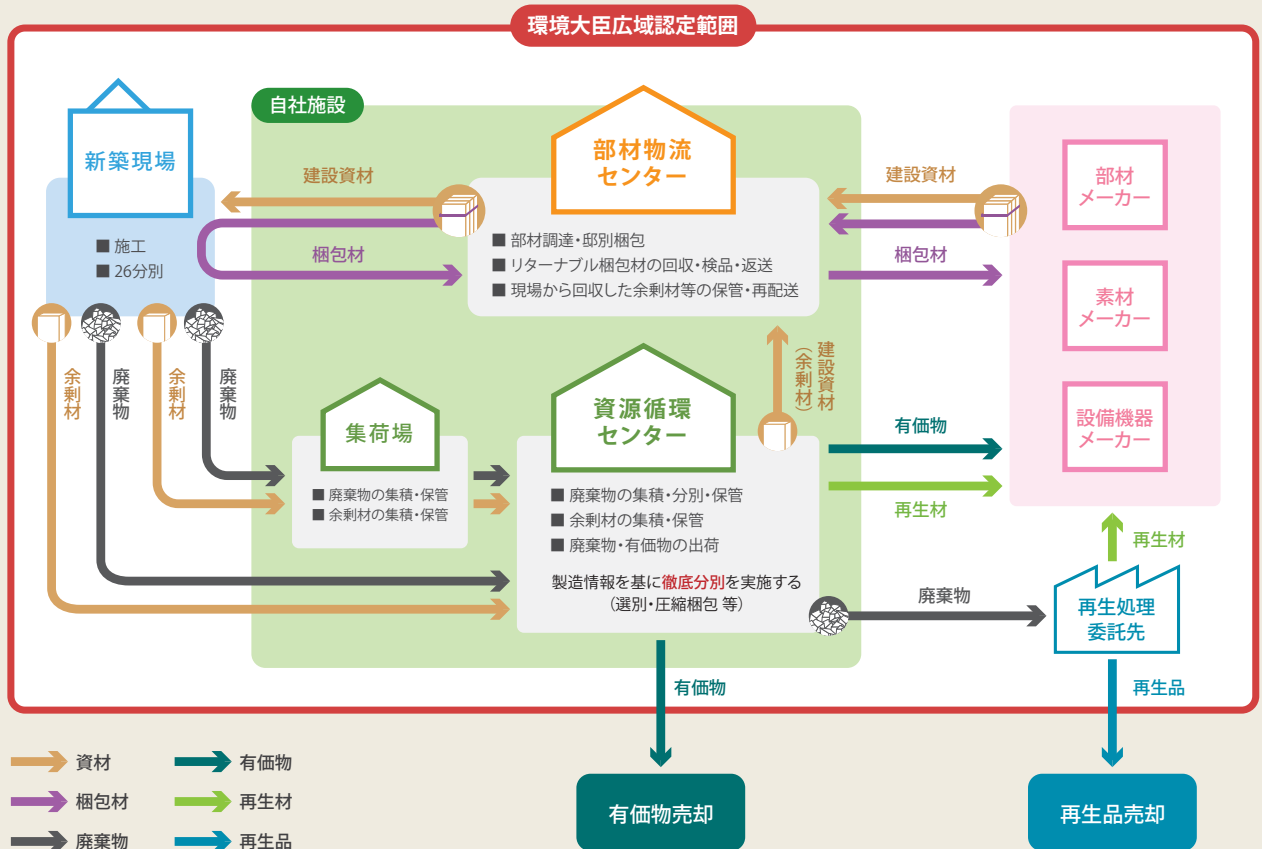 環境大臣広域認定範囲
自社施設
新築現場
■ 施工
■ 26分別
建設資材
梱包材
部材物流
センター
■ 部材調達・邸別梱包
■ リターナブル梱包材の回収・検品・返送
■ 現場から回収した余剰材等の保管・再配送
建設資材
梱包材
部材
メーカー
素材
メーカー
設備機器
メーカー
余剰材
廃棄物
余剰材
廃棄物
集荷場
■ 廃棄物の集積・保管
■ 余剰材の集積・保管
資源循環
センター
■ 廃棄物の集積・分別・保管
■ 余剰材の集積・保管
■ 廃棄物・有価物の出荷
製造情報を基に徹底分別を実施する
（選別・圧縮梱包 等）
建設資材
（余剰材）
有価物
再生材
廃棄物
再生材
再生処理
委託先
有価物
再生品
有価物売却
再生品売却
資材
梱包材
廃棄物
有価物
再生材
再生品